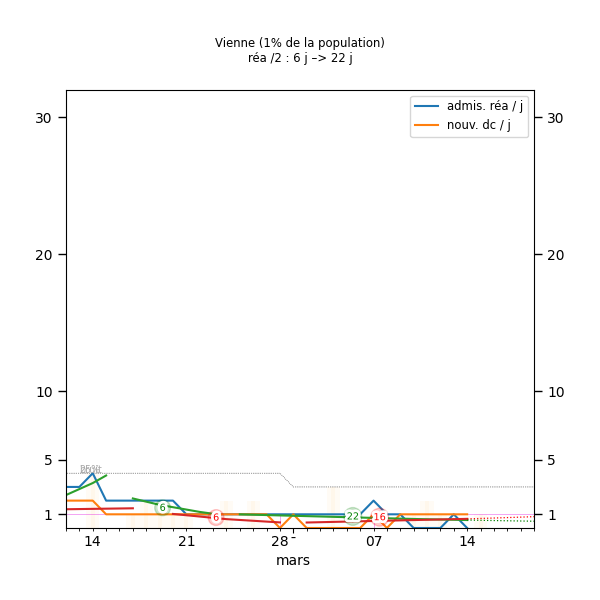 Vienne (1% de la population)
réa /2 : 6 j –> 22 j
admis. réa / j
nouv. dc / j
30 30
20 20
10 10
5 5
1 1
6 6 22 16
14 21 28 07 14
mars